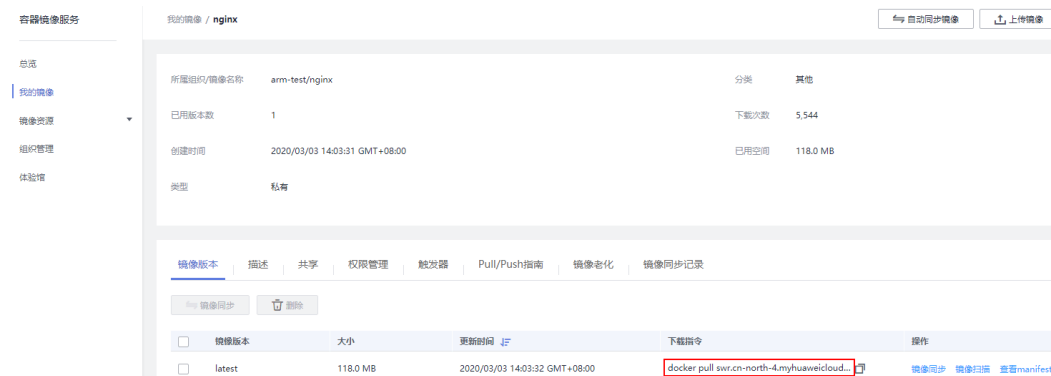 容器镜像服务
我的镜像 / nginx
自动同步镜像
上传镜像
总览
我的镜像
镜像资源
组织管理
体验馆
所属组织/镜像名称 arm-test/nginx 分类 其他
已用版本数 1 下载次数 5,544
创建时间 2020/03/03 14:03:31 GMT+08:00 已用空间 118.0 MB
类型 私有
镜像版本 描述 共享 权限管理 触发器 Pull/Push指南 镜像老化 镜像同步记录
镜像同步 删除
镜像版本 大小 更新时间 下载指令 操作
latest 118.0 MB 2020/03/03 14:03:32 GMT+08:00 docker pull swr.cn-north-4.myhuaweicloud... 镜像同步 镜像扫描 查看manifest